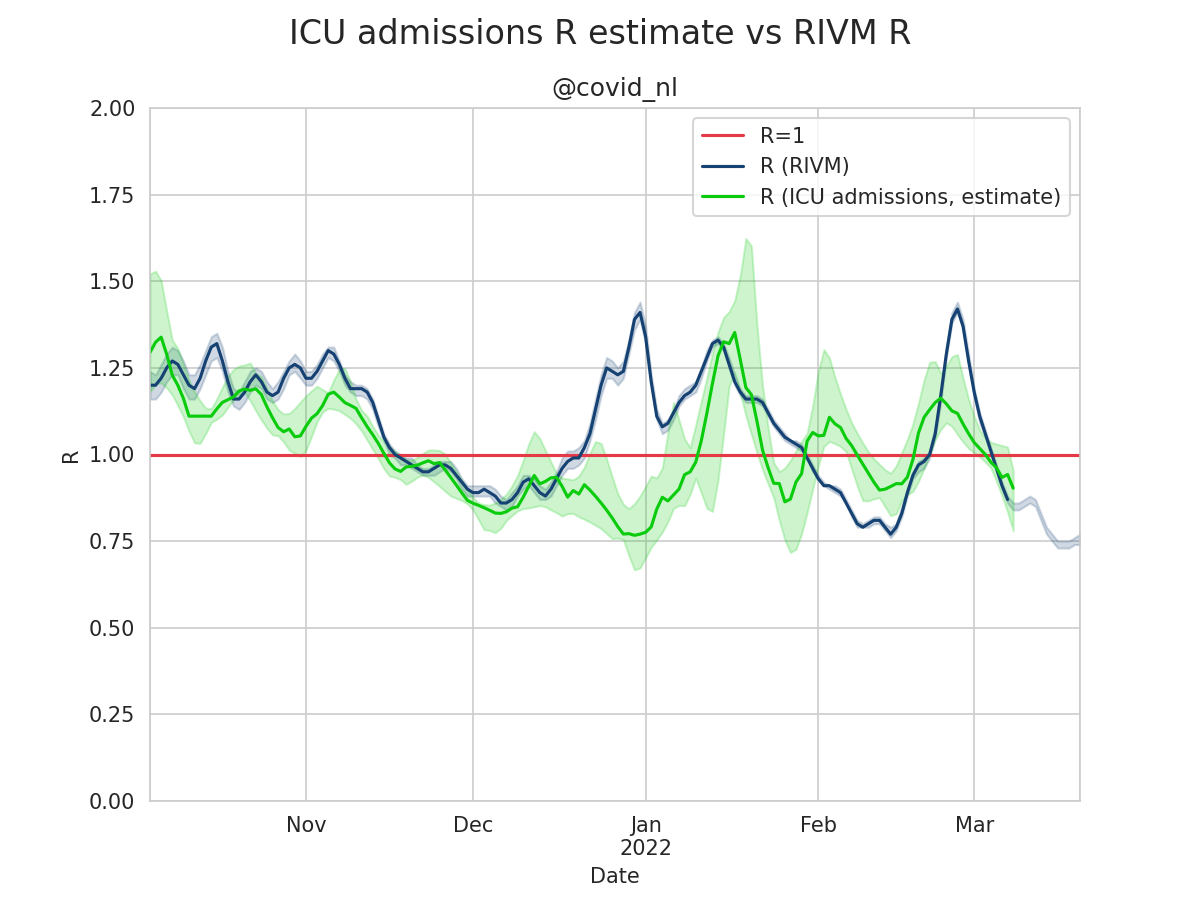 ICU admissions R estimate vs RIVM R
@covid_nl
2.00
1.75
1.50
1.25
1.00
0.75
0.50
0.25
0.00
R
R=1
R (RIVM)
R (ICU admissions, estimate)
Nov Dec Jan Feb Mar
2022
Date